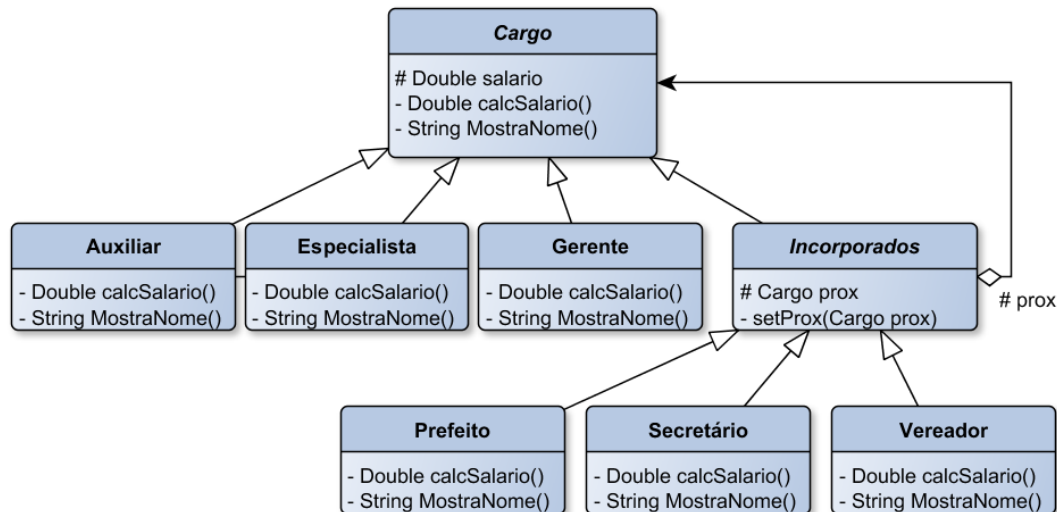 Cargo
# Double salario
- Double calcSalario()
- String MostraNome()
Auxiliar
- Double calcSalario()
- String MostraNome()
Especialista
- Double calcSalario()
- String MostraNome()
Gerente
- Double calcSalario()
- String MostraNome()
Incorporados
# Cargo prox
- setProx(Cargo prox)
# prox
Prefeito
- Double calcSalario()
- String MostraNome()
Secretário
- Double calcSalario()
- String MostraNome()
Vereador
- Double calcSalario()
- String MostraNome()